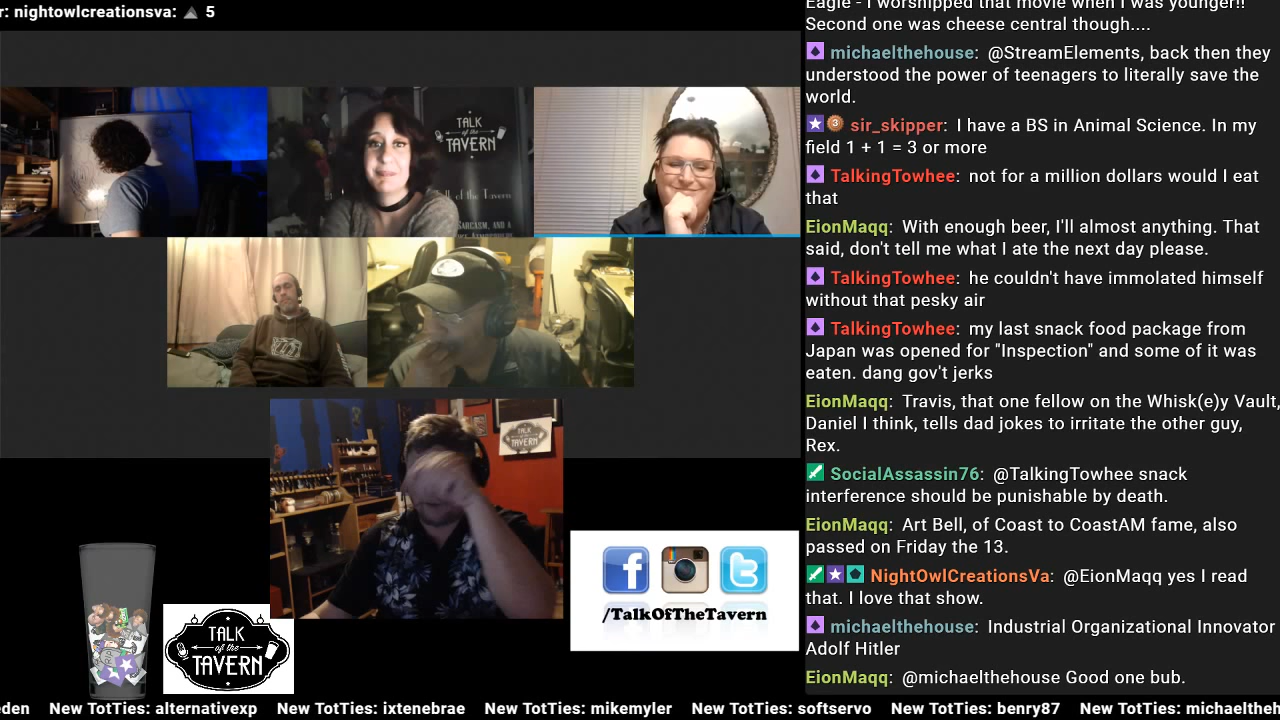 r: nightowlcreationsva: 5
TALK
of the
TAVERN
SARCASM, AND A
TALK
of the
TAVERN
/TalkOfTheTavern
TALK
of the
TAVERN
Eagle - I worshipped that movie when I was younger!!
Second one was cheese central though....
michaelthehouse: @StreamElements, back then they
understood the power of teenagers to literally save the
world.
sir_skipper: I have a BS in Animal Science. In my
field 1 + 1 = 3 or more
TalkingTowhee: not for a million dollars would I eat
that
EionMaqq: With enough beer, I'll almost anything. That
said, don't tell me what I ate the next day please.
TalkingTowhee: he couldn't have immolated himself
without that pesky air
TalkingTowhee: my last snack food package from
Japan was opened for "Inspection" and some of it was
eaten. dang gov't jerks
EionMaqq: Travis, that one fellow on the Whisk(e)y Vault,
Daniel I think, tells dad jokes to irritate the other guy,
Rex.
SocialAssassin76: @TalkingTowhee snack
interference should be punishable by death.
EionMaqq: Art Bell, of Coast to CoastAM fame, also
passed on Friday the 13.
NightOwlCreationsVa: @EionMaqq yes I read
that. I love that show.
michaelthehouse: Industrial Organizational Innovator
Adolf Hitler
EionMaqq: @michaelthehouse Good one bub.
eden New TotTies: alternativexp New TotTies: ixtenebrae New TotTies: mikemyler New TotTies: softservo New TotTies: benry87 New TotTies: michaeltheh